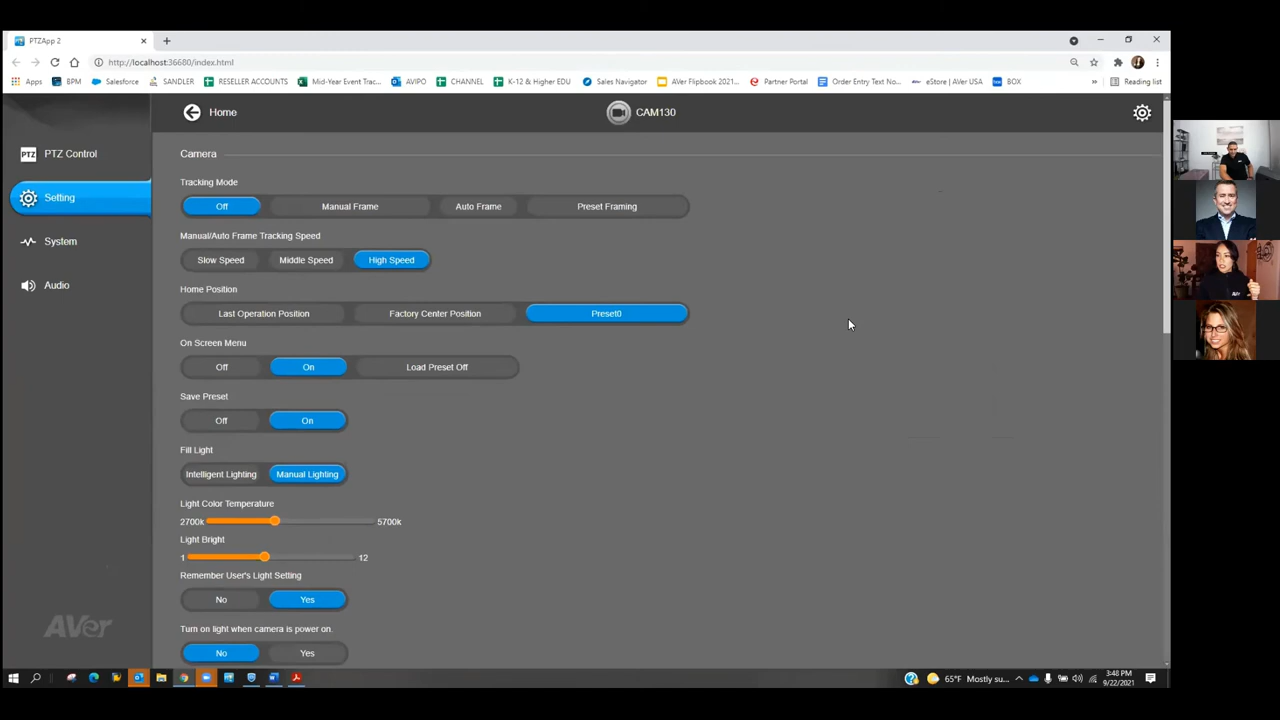 PTZApp 2
http://localhost:36680/index.html
Apps BPM Salesforce SANDLER RESELLER ACCOUNTS Mid-Year Event Trac... AVIPO CHANNEL K-12 & Higher EDU Sales Navigator AVer Flipbook 2021... Partner Portal Order Entry Text No... eStore | AVer USA BOX » Reading list
Home CAM130
PTZ PTZ Control
Setting
System
Audio
Camera
Tracking Mode
Off Manual Frame Auto Frame Preset Framing
Manual/Auto Frame Tracking Speed
Slow Speed Middle Speed High Speed
Home Position
Last Operation Position Factory Center Position Preset0
On Screen Menu
Off On Load Preset Off
Save Preset
Off On
Fill Light
Intelligent Lighting Manual Lighting
Light Color Temperature
2700k 5700k
Light Bright
1 12
Remember User's Light Setting
No Yes
Turn on light when camera is power on.
No Yes
AVer
65°F Mostly su...
3:48 PM
9/22/2021
AVer